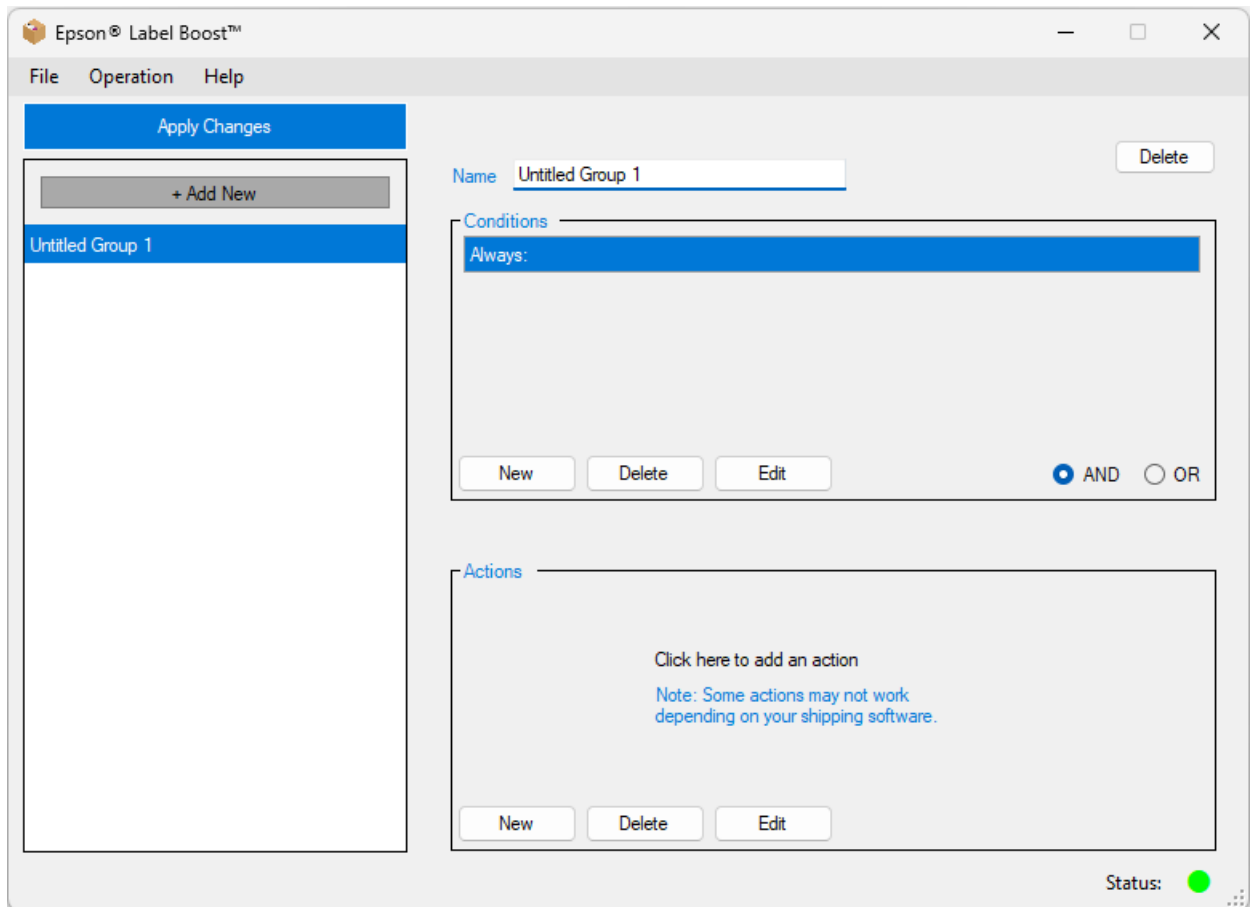 Epson® Label Boost™
File Operation Help
Apply Changes
+ Add New
Untitled Group 1
Delete
Name Untitled Group 1
Conditions
Always:
New Delete Edit AND OR
Actions
Click here to add an action
Note: Some actions may not work
depending on your shipping software.
New Delete Edit
Status: